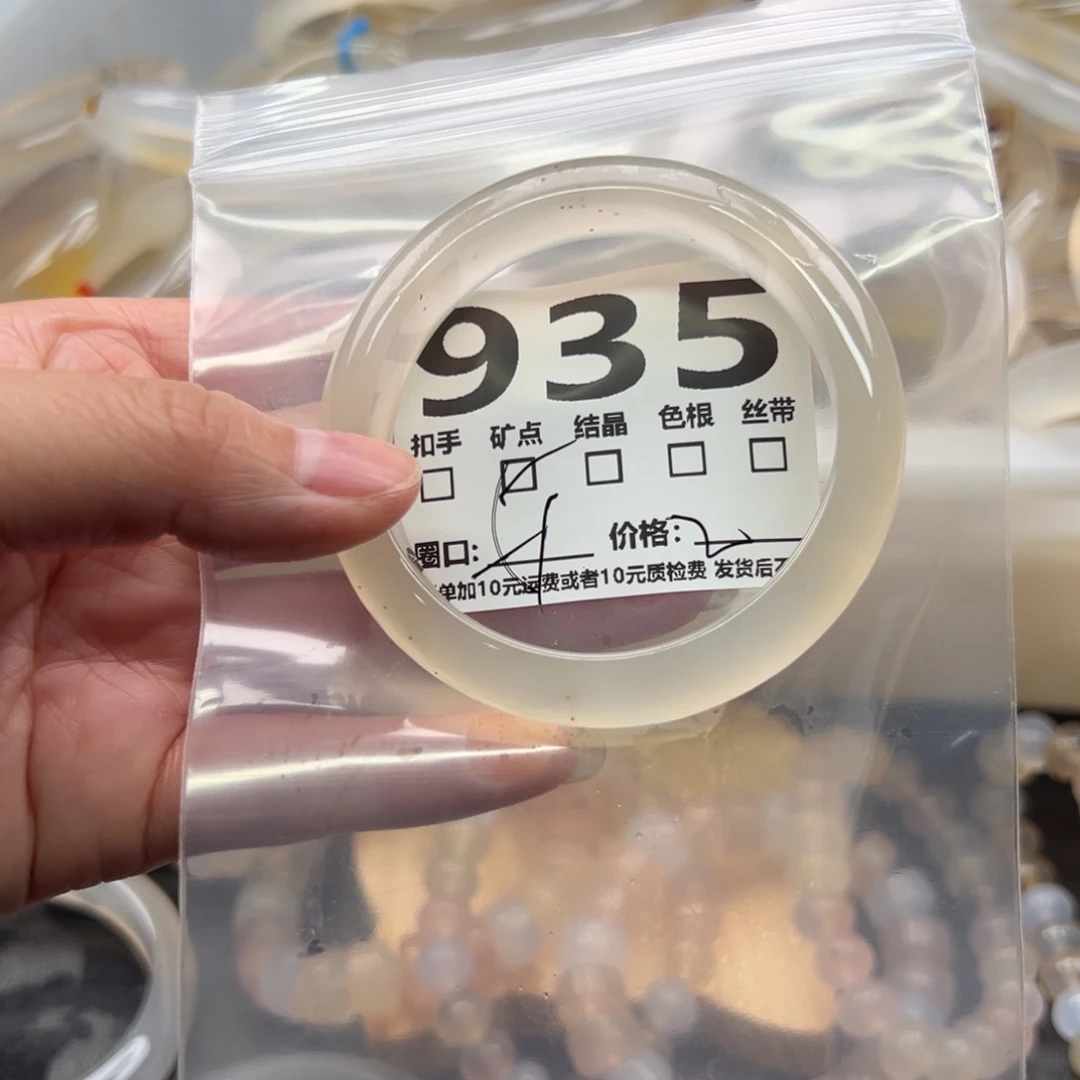 935
扣手 矿点 结晶 色根 丝带
圈口: 价格:
单加10元运费或者10元质检费 发货后不